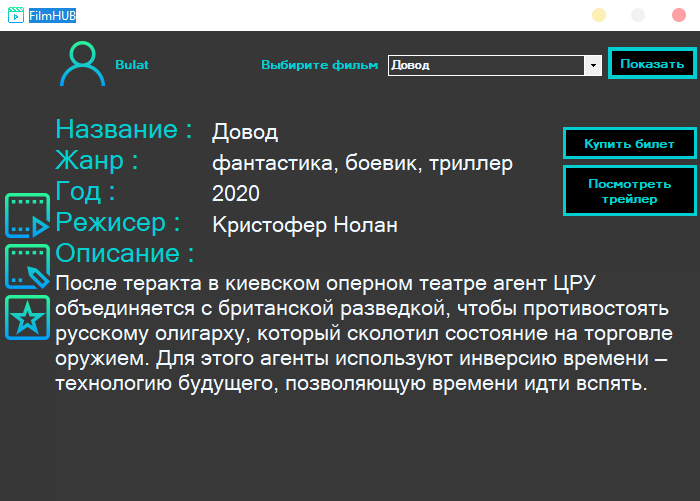 FilmHUB
Bulat
Выбирите фильм
Довод
Показать
Название :
Довод
Жанр :
фантастика, боевик, триллер
Год :
2020
Режисер :
Кристофер Нолан
Описание :
Купить билет
Посмотреть
трейлер
После теракта в киевском оперном театре агент ЦРУ
объединяется с британской разведкой, чтобы противостоять
русскому олигарху, который сколотил состояние на торговле
оружием. Для этого агенты используют инверсию времени –
технологию будущего, позволяющую времени идти вспять.